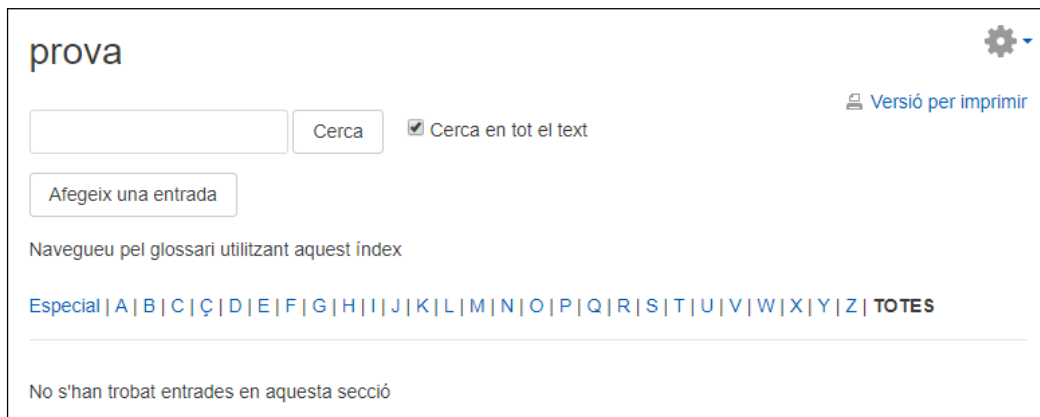 prova
Versió per imprimir
Cerca Cerca en tot el text
Afegeix una entrada
Navegueu pel glossari utilitzant aquest índex
Especial | A | B | C | Ç | D | E | F | G | H | I | J | K | L | M | N | O | P | Q | R | S | T | U | V | W | X | Y | Z | TOTES
No s'han trobat entrades en aquesta secció